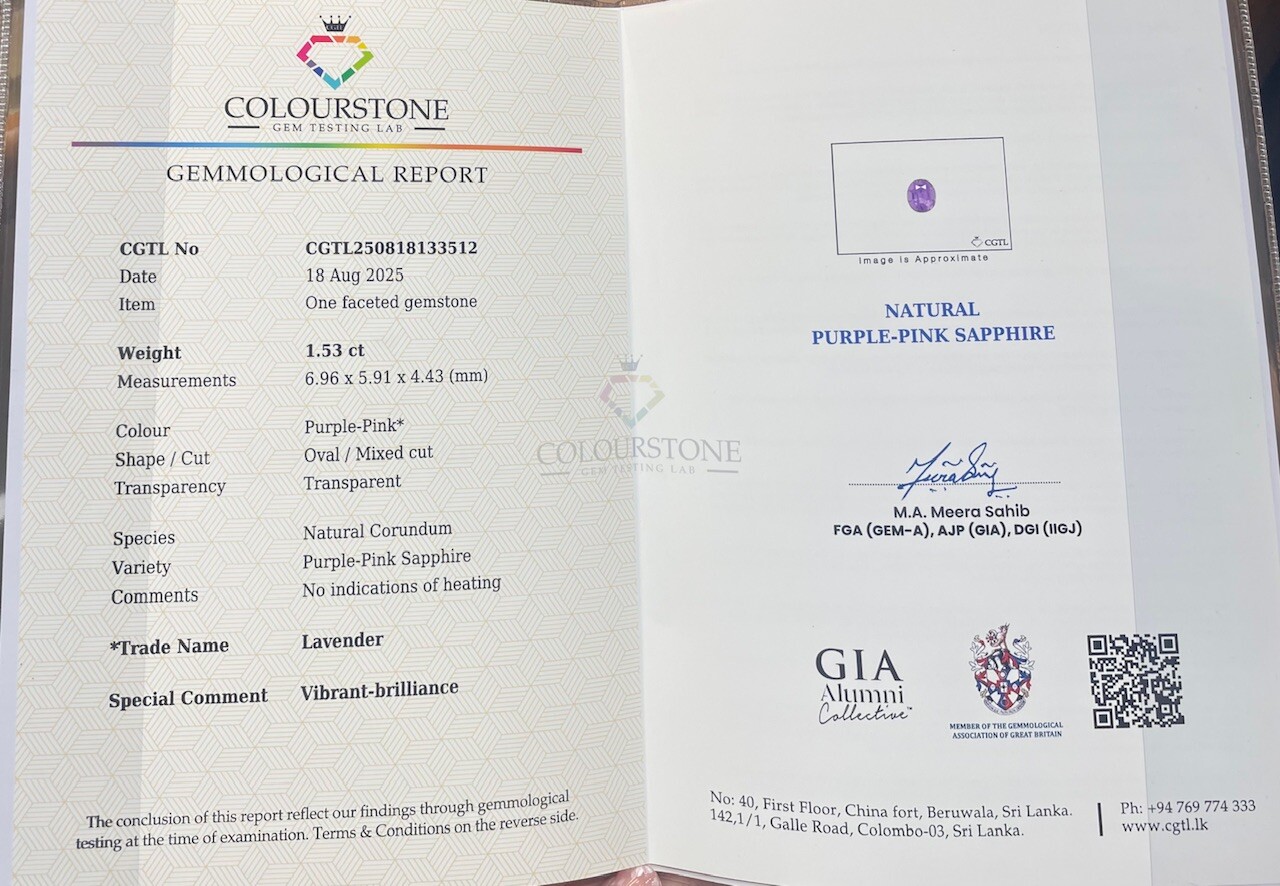 COLOURSTONE
GEM TESTING LAB
GEMMOLOGICAL REPORT
CGTL No CGTL250818133512
Date 18 Aug 2025
Item One faceted gemstone
Weight 1.53 ct
Measurements 6.96 x 5.91 x 4.43 (mm)
Colour Purple-Pink*
Shape / Cut Oval / Mixed cut
Transparency Transparent
Species Natural Corundum
Variety Purple-Pink Sapphire
Comments No indications of heating
*Trade Name Lavender
Special Comment Vibrant-brilliance
The conclusion of this report reflect our findings through gemmological
testing at the time of examination. Terms & Conditions on the reverse side.
COLOURSTONE
GEM TESTING LAB
CGTL
Image Is Approximate
NATURAL
PURPLE-PINK SAPPHIRE
M.A. Meera Sahib
FGA (GEM-A), AJP (GIA), DGI (IIGJ)
GIA
Alumni
Collective™
MEMBER OF THE GEMMOLOGICAL
ASSOCIATION OF GREAT BRITAIN
No: 40, First Floor, China fort, Beruwala, Sri Lanka.
142,1/1, Galle Road, Colombo-03, Sri Lanka.
Ph: +94 769 774 333
www.cgtl.lk